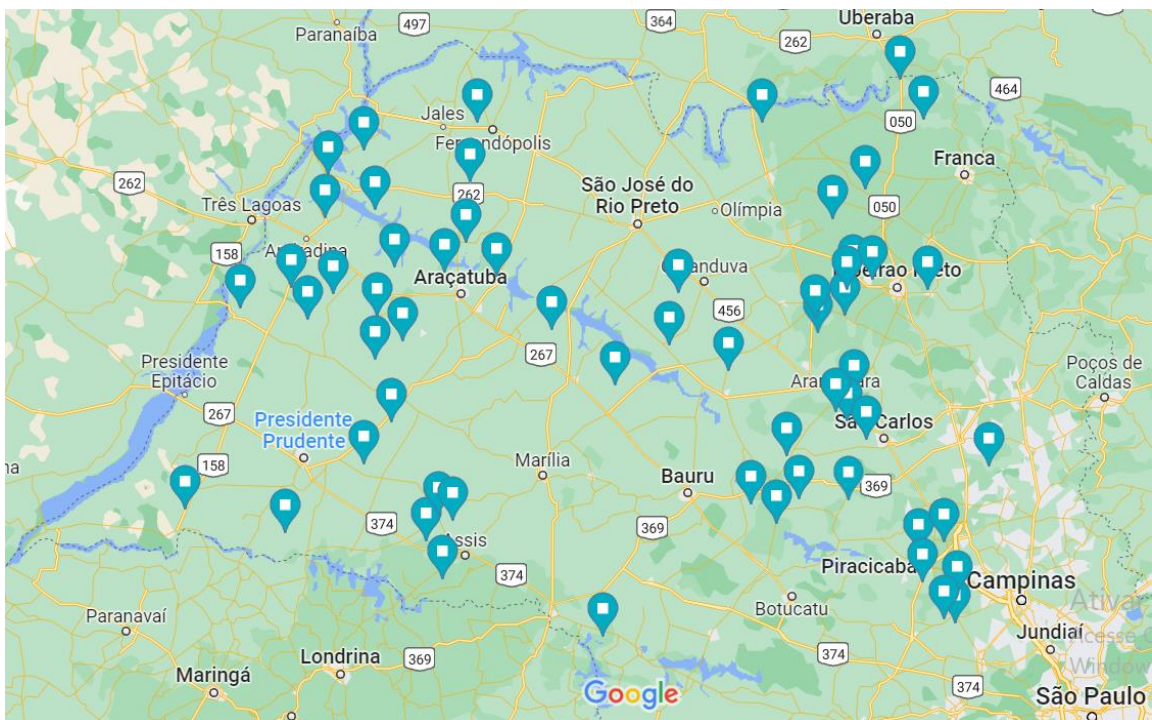 Uberaba
364
497
Paranaíba
262
464
050
Jales
Fernandópolis
Franca
262
262
São José do
Rio Preto
Olímpia
050
Três Lagoas
158
Araçatuba
456
267
Presidente
Epitácio
267
Poços de
Caldas
Presidente
Prudente
Marília
158
Bauru
369
374
369
374
Piracicaba
Campinas
Botucatu
Paranavaí
Jundiaí
Londrina
369
374
Maringá
374
Google
São Paulo